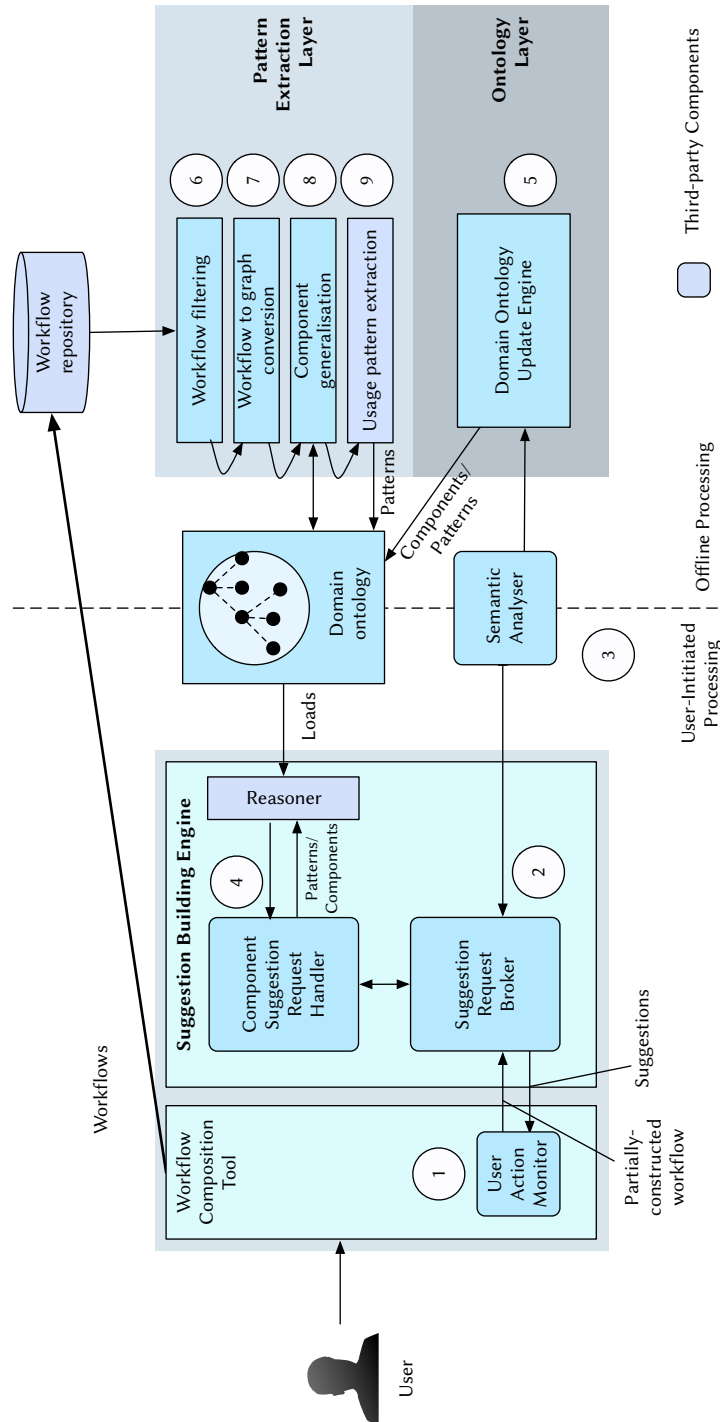 User
Workflows
Workflow
Composition
Tool
1
User
Action
Monitor
Partially-
constructed
workflow
Suggestions
Suggestion Building Engine
Component
Suggestion
Request
Handler
4
Reasoner
Patterns/
Components
Suggestion
Request
Broker
2
Loads
Domain
ontology
Semantic
Analyser
3
User-Intitiated
Processing
Offline Processing
Workflow
repository
Workflow filtering
6
Workflow to graph
conversion
7
Component
generalisation
8
Usage pattern extraction
9
Patterns
Components/
Patterns
Pattern
Extraction
Layer
Domain Ontology
Update Engine
5
Ontology
Layer
Third-party Components